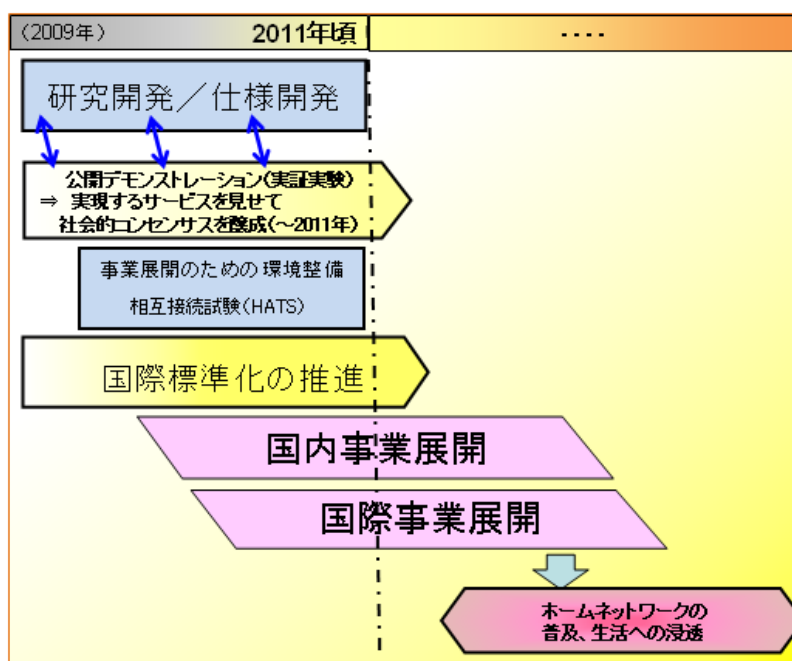 (2009年) 2011年頃 ････
研究開発／仕様開発
公開デモンストレーション(実証実験)
⇒ 実現するサービスを見せて
社会的コンセンサスを醸成(～2011年)
事業展開のための環境整備
相互接続試験(HATS)
国際標準化の推進
国内事業展開
国際事業展開
ホームネットワークの
普及、生活への浸透